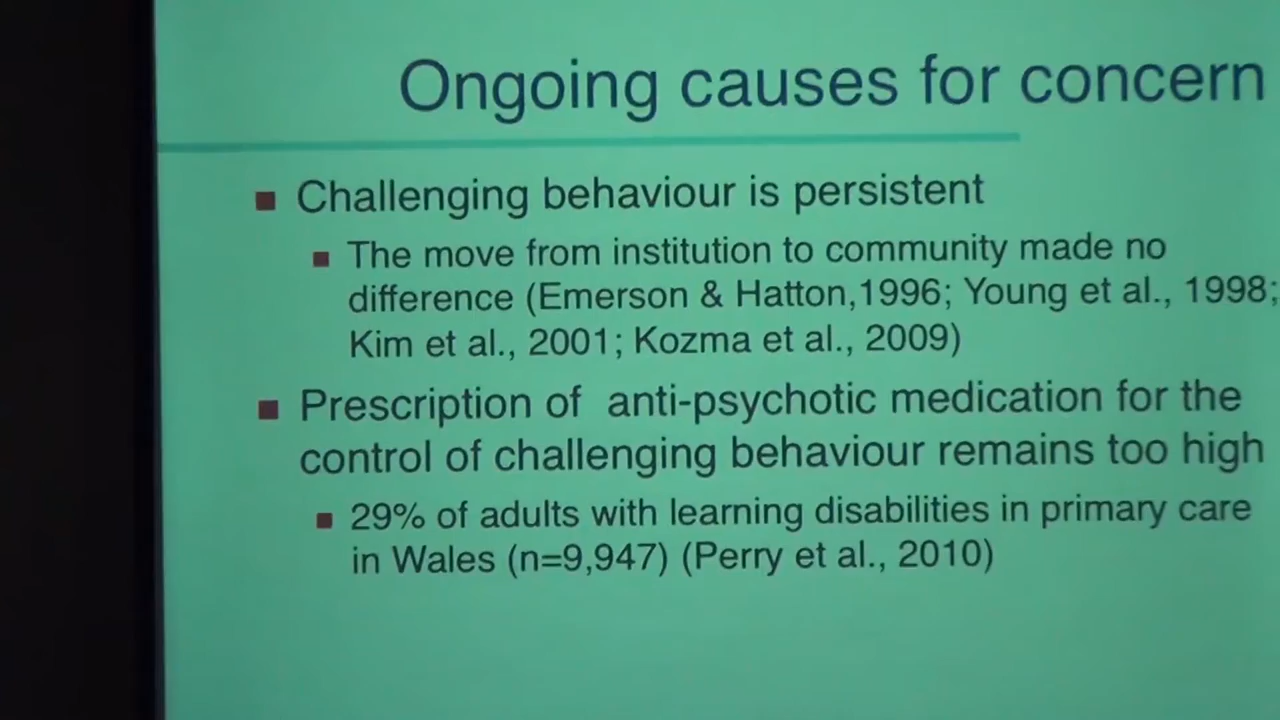 Ongoing causes for concern
Challenging behaviour is persistent
The move from institution to community made no
difference (Emerson & Hatton,1996; Young et al., 1998;
Kim et al., 2001; Kozma et al., 2009)
Prescription of  anti-psychotic medication for the
control of challenging behaviour remains too high
29% of adults with learning disabilities in primary care
in Wales (n=9,947) (Perry et al., 2010)